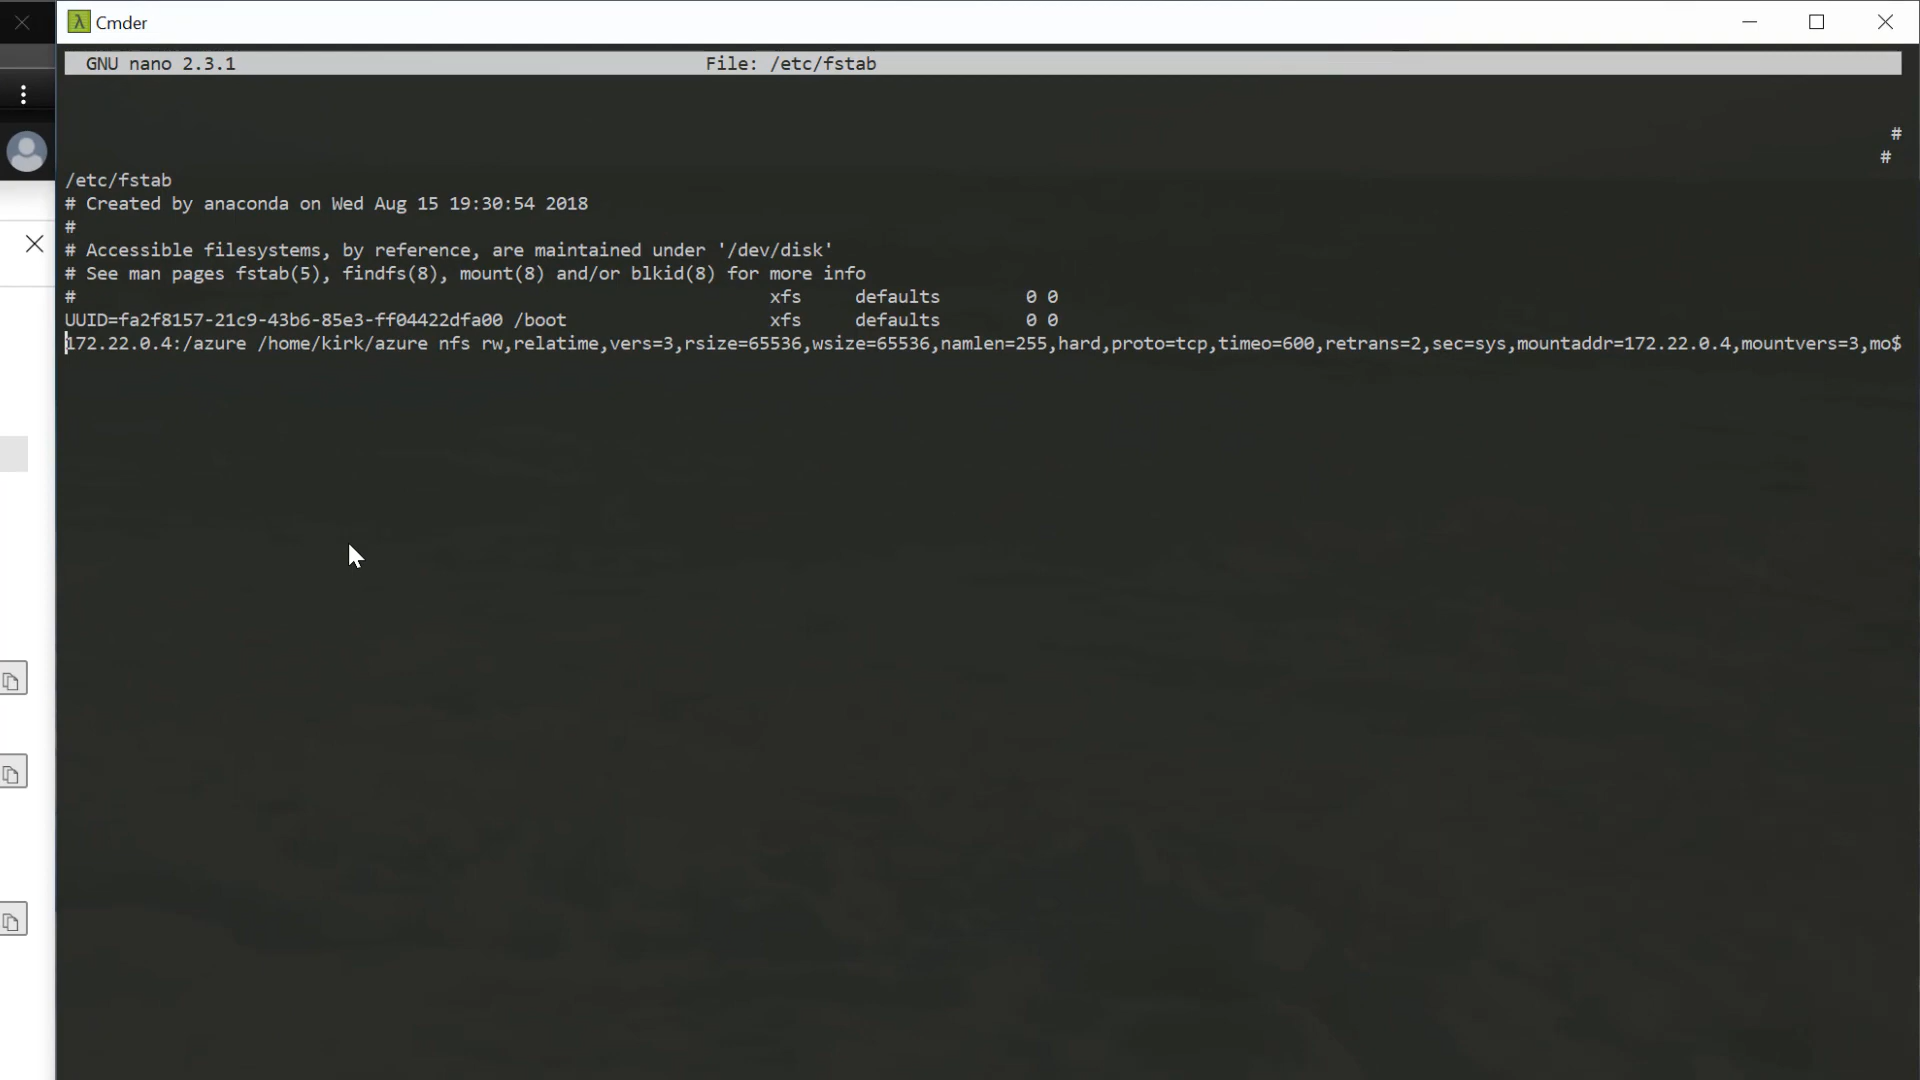 Cmder
GNU nano 2.3.1 File: /etc/fstab
#
#
/etc/fstab
# Created by anaconda on Wed Aug 15 19:30:54 2018
#
# Accessible filesystems, by reference, are maintained under '/dev/disk'
# See man pages fstab(5), findfs(8), mount(8) and/or blkid(8) for more info
# xfs defaults 0 0
UUID=fa2f8157-21c9-43b6-85e3-ff04422dfa00 /boot xfs defaults 0 0
172.22.0.4:/azure /home/kirk/azure nfs rw,relatime,vers=3,rsize=65536,wsize=65536,namlen=255,hard,proto=tcp,timeo=600,retrans=2,sec=sys,mountaddr=172.22.0.4,mountvers=3,mo$